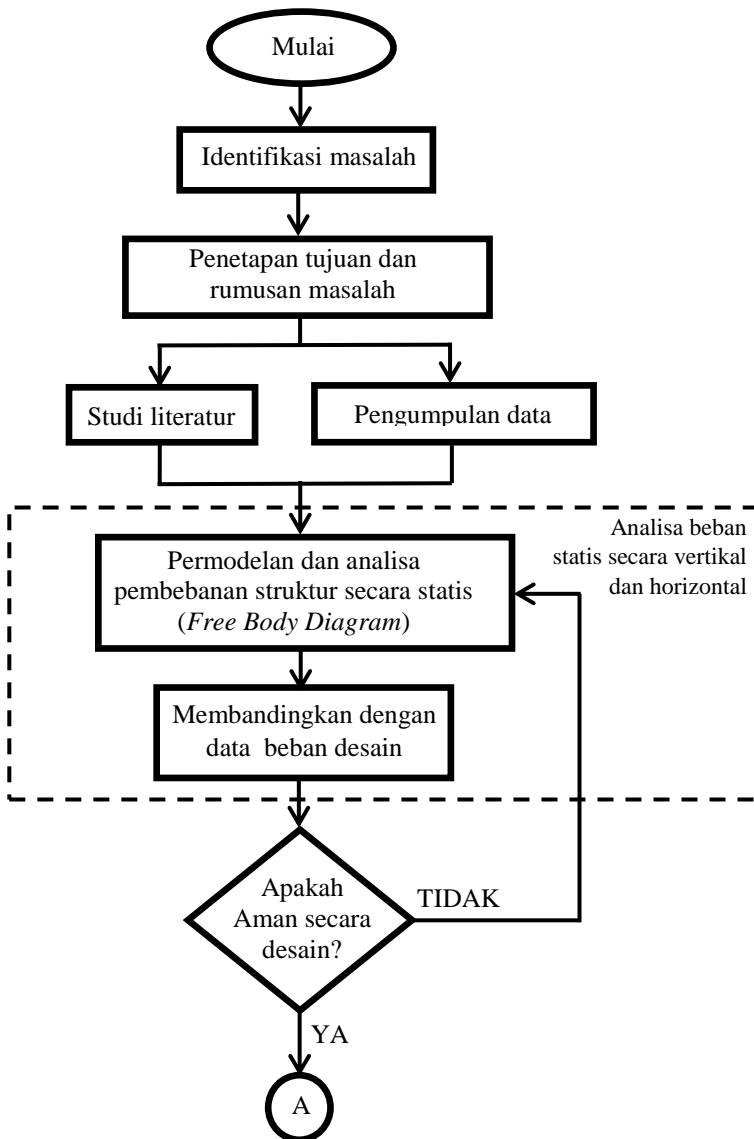 Mulai
Identifikasi masalah
Penetapan tujuan dan
rumusan masalah
Studi literatur
Pengumpulan data
Analisa beban
statis secara vertikal
dan horizontal
Permodelan dan analisa
pembebanan struktur secara statis
(Free Body Diagram)
Membandingkan dengan
data beban desain
Apakah
Aman secara
desain?
TIDAK
YA
A